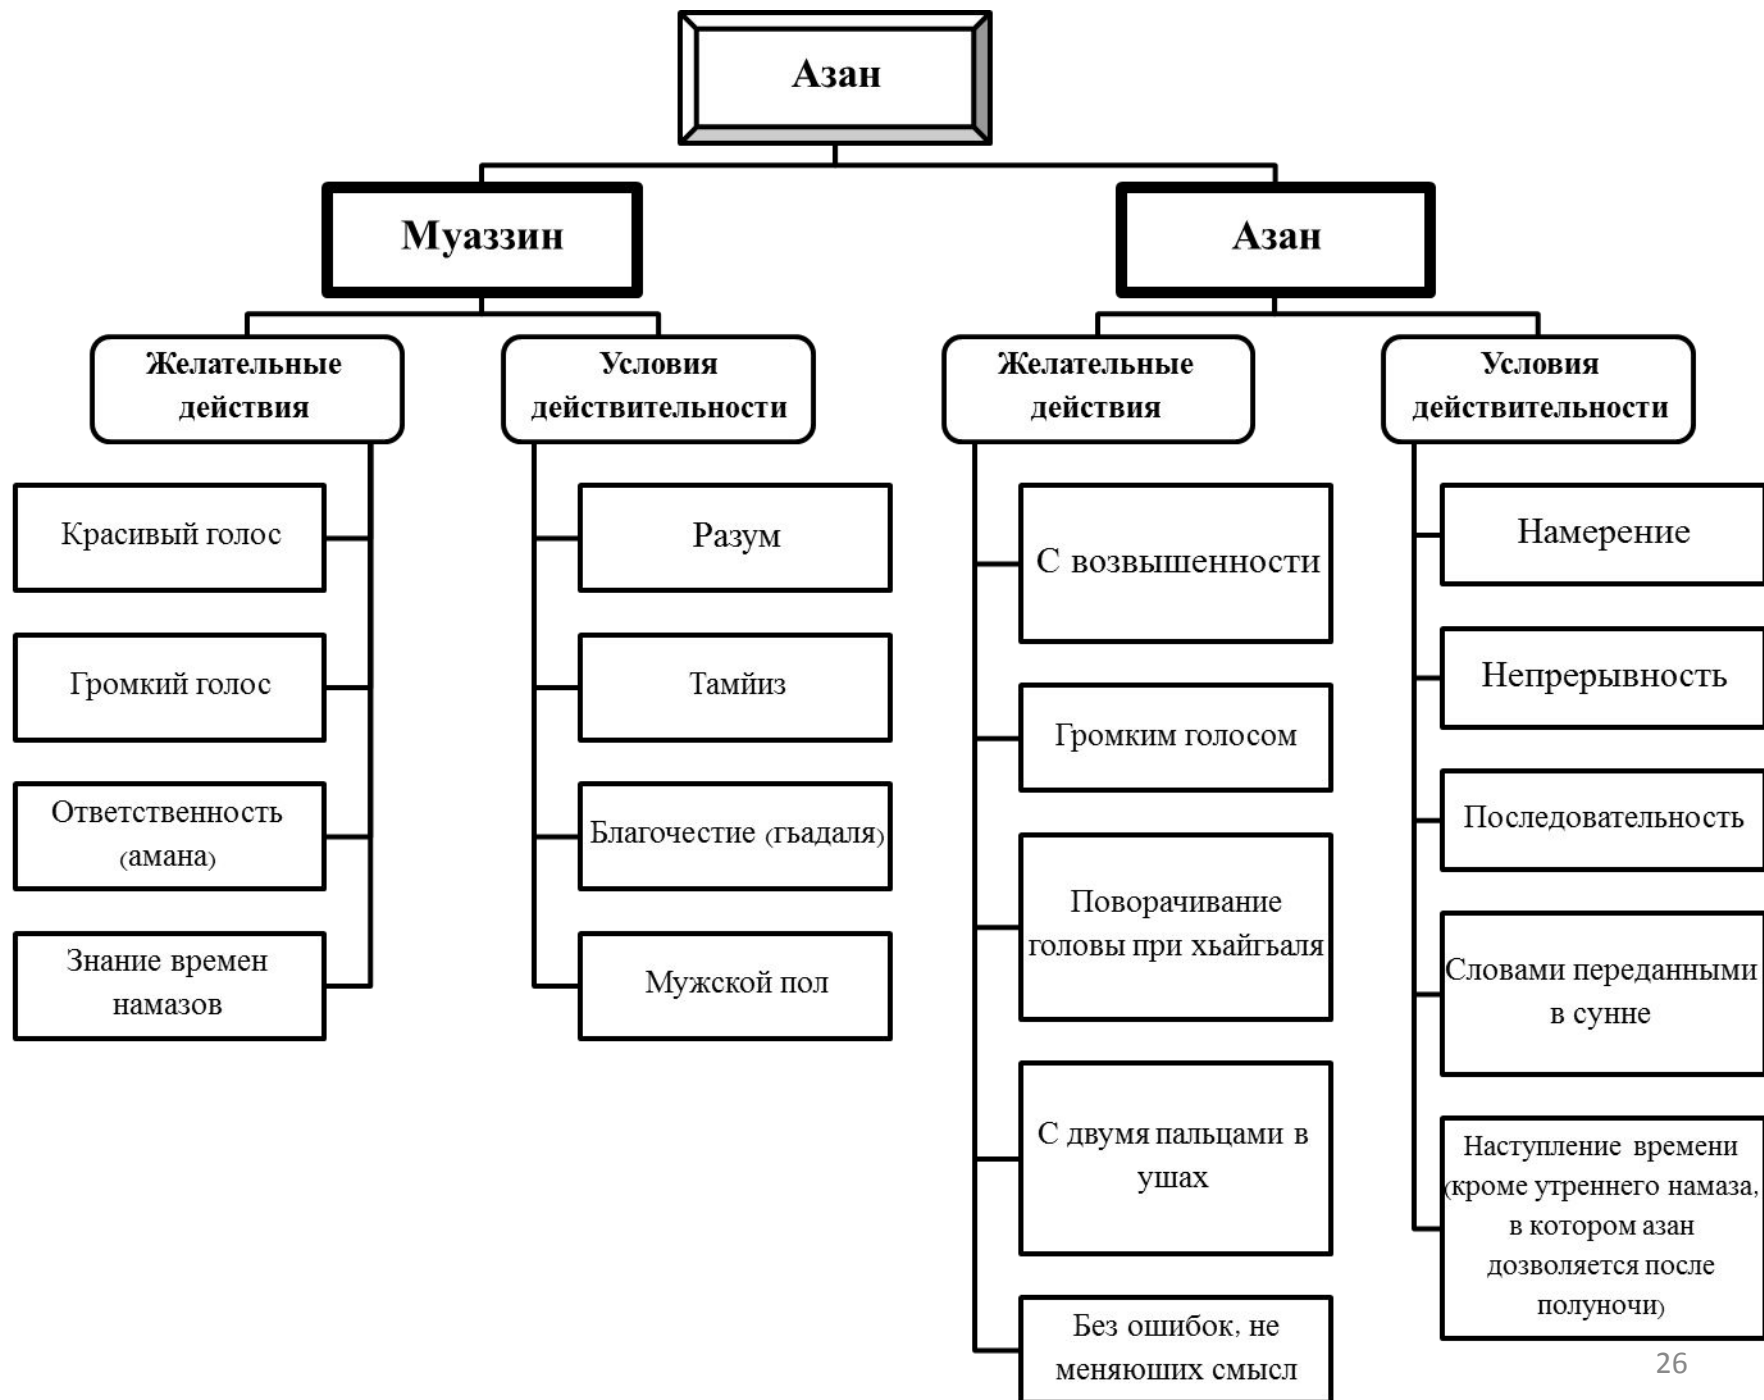 Азан
Муаззин
Азан
Желательные
действия
Условия
действительности
Желательные
действия
Условия
действительности
Красивый голос
Громкий голос
Ответственность
(амана)
Знание времен
намазов
Разум
Тамйиз
Благочестие (гьадаля)
Мужской пол
С возвышенности
Громким голосом
Поворачивание
головы при хьайгьаля
С двумя пальцами в
ушах
Без ошибок, не
меняюших смысл
Намерение
Непрерывность
Последовательность
Словами переданными
в сунне
Наступление времени
(кроме утреннего намаза,
в котором азан
дозволяется после
полуночи)
26